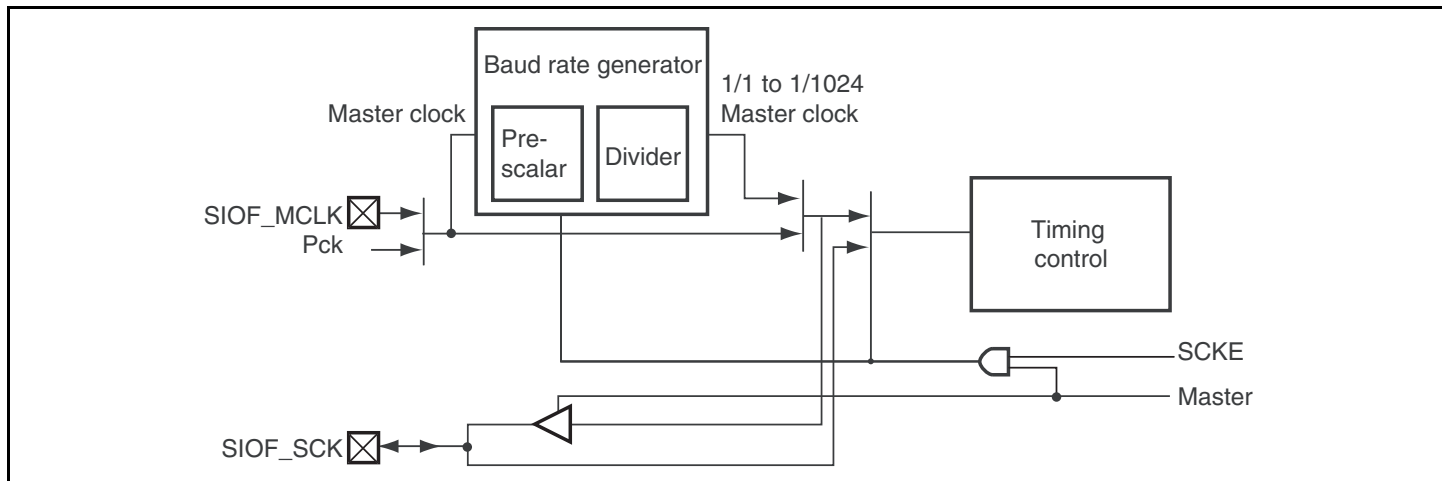 Baud rate generator
1/1 to 1/1024
Master clock
Master clock
Pre-
scalar
Divider
SIOF_MCLK
Pck
Timing
control
SCKE
Master
SIOF_SCK